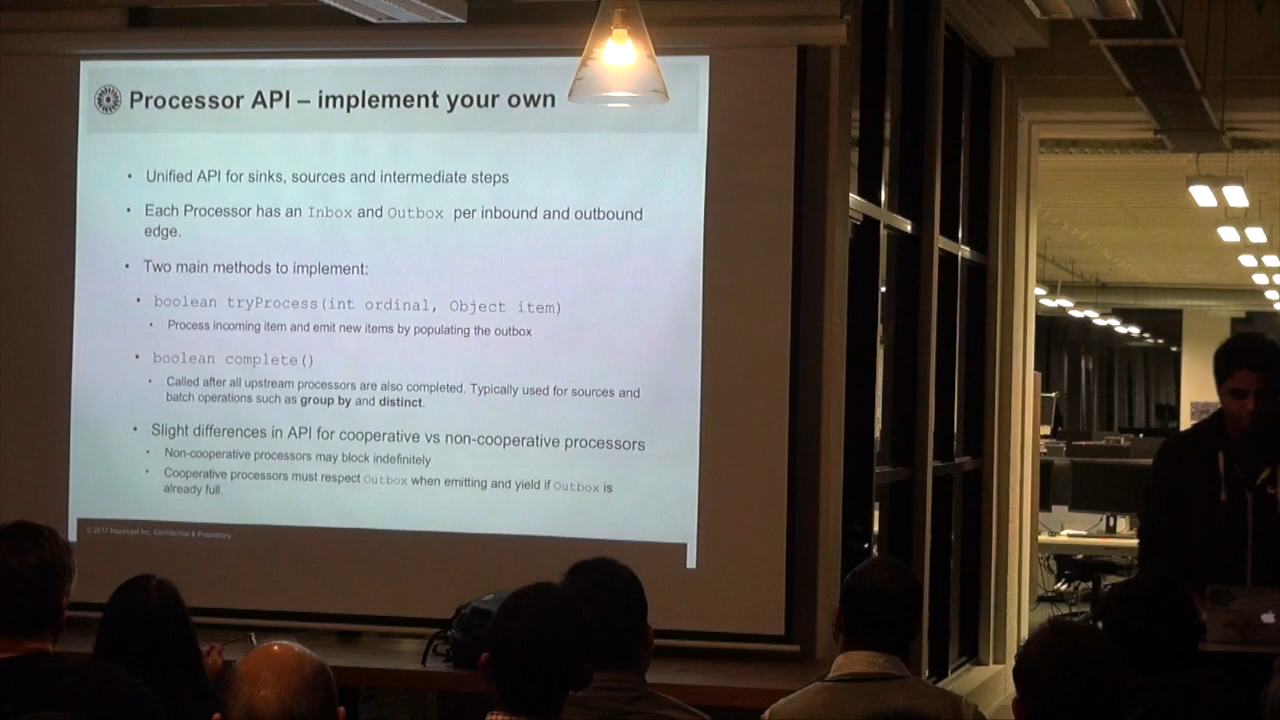 Processor API – implement your own
• Unified API for sinks, sources and intermediate steps
• Each Processor has an Inbox and Outbox per inbound and outbound
edge.
• Two main methods to implement:
• boolean tryProcess(int ordinal, Object item)
• Process incoming item and emit new items by populating the outbox
• boolean complete()
• Called after all upstream processors are also completed. Typically used for sources and
batch operations such as group by and distinct.
• Slight differences in API for cooperative vs non-cooperative processors
• Non-cooperative processors may block indefinitely
• Cooperative processors must respect Outbox when emitting and yield if Outbox is
already full.
© 2017 Hazelcast Inc. Confidential & Proprietary